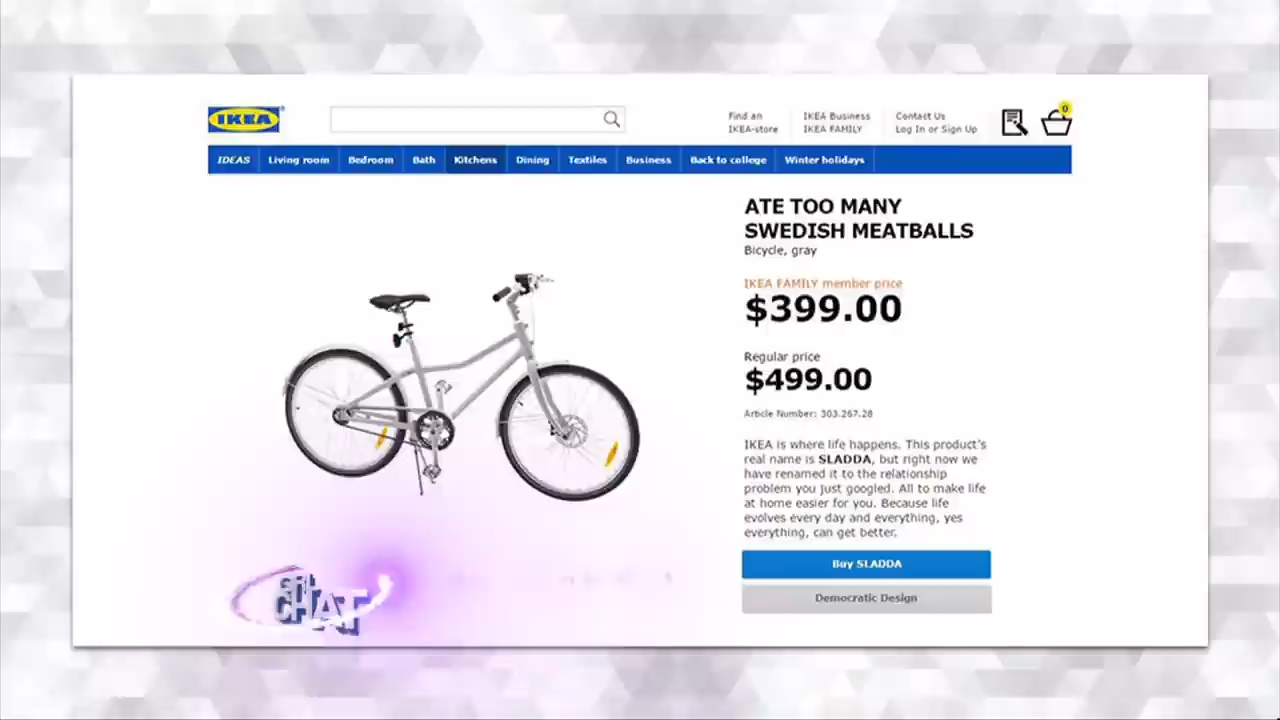 IKEA
Find an
IKEA-store
IKEA Business
IKEA FAMILY
Contact Us
Log In or Sign Up
0
IDEAS
Living room
Bedroom
Bath
Kitchens
Dining
Textiles
Business
Back to college
Winter holidays
ATE TOO MANY
SWEDISH MEATBALLS
Bicycle, gray
IKEA FAMILY member price
$399.00
Regular price
$499.00
Article Number: 303.267.28
IKEA is where life happens. This product's
real name is SLADDA, but right now we
have renamed it to the relationship
problem you just googled. All to make life
at home easier for you. Because life
evolves every day and everything, yes
everything, can get better.
Buy SLADDA
Democratic Design
CHAT